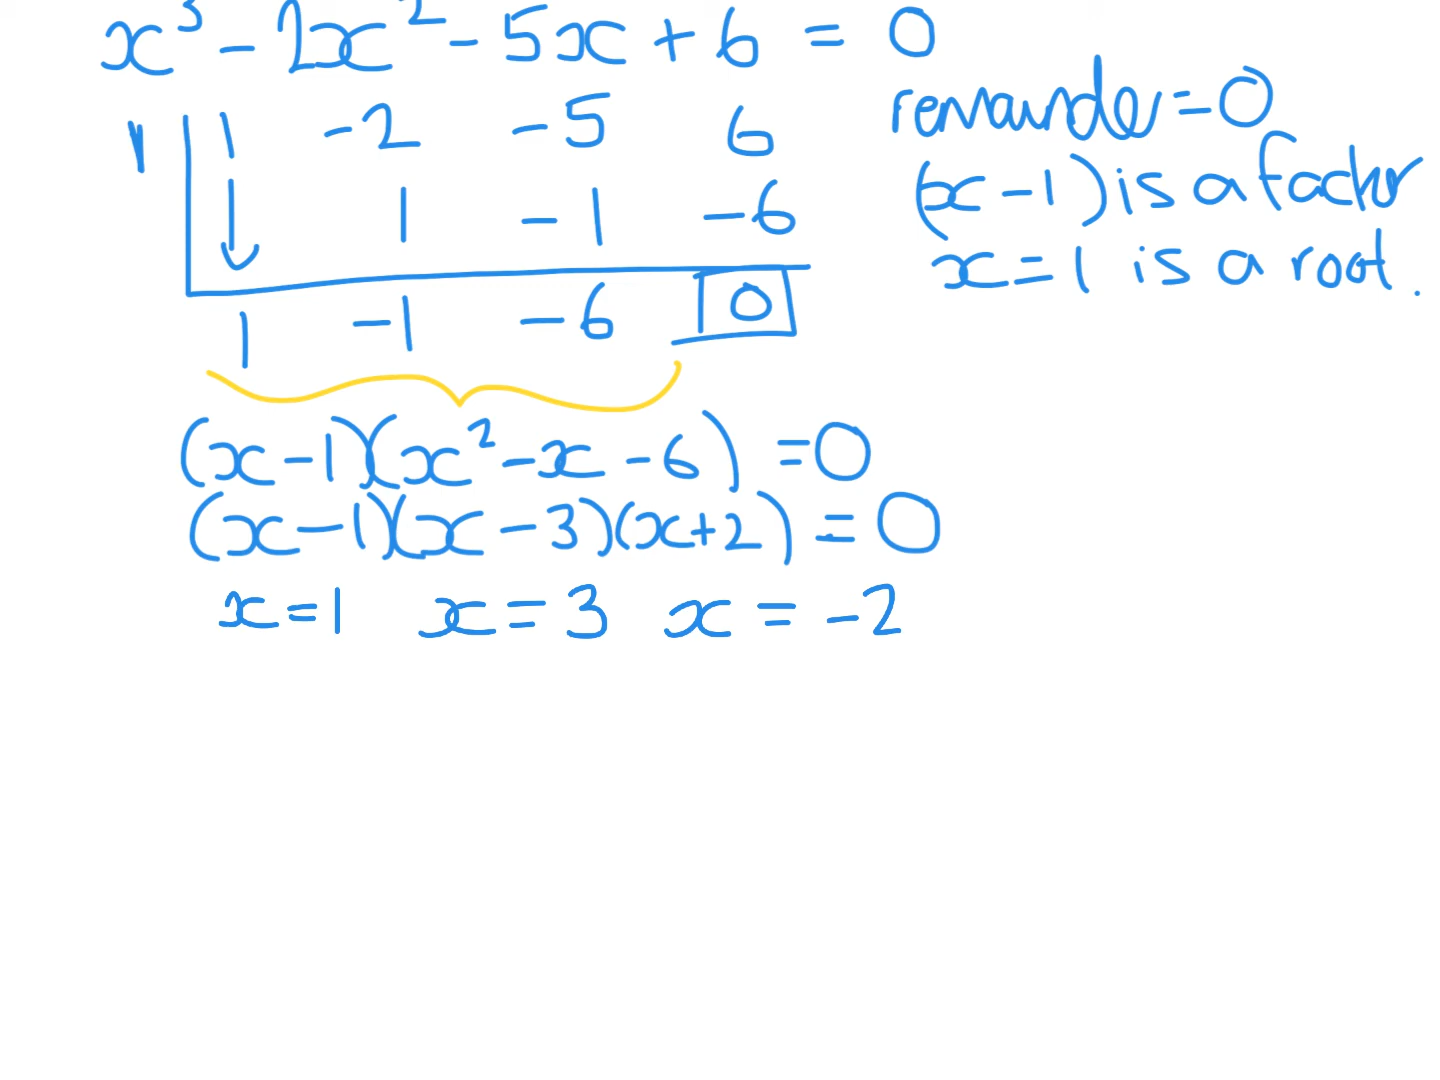 x³ - 2x² - 5x + 6 = 0
remainder = 0
1 | 1 -2 -5 6
(x - 1) is a factor
1 -1 -6
x = 1 is a root.
1 -1 -6 0
(x - 1)(x² - x - 6) = 0
(x - 1)(x - 3)(x + 2) = 0
x = 1 x = 3 x = -2